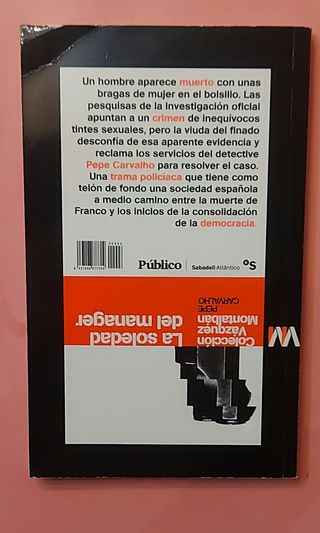 Un hombre aparece muerto con unas
bragas de mujer en el bolsillo. Las
pesquisas de la investigación oficial
apuntan a un crimen de inequívocos
tintes sexuales, pero la viuda del finado
desconfía de esa aparente evidencia y
reclama los servicios del detective
Pepe Carvalho para resolver el caso.
Una trama policíaca que tiene como
telón de fondo una sociedad española
a medio camino entre la muerte de
Franco y los inicios de la consolidación
de la democracia.
Público
Sabadell Atlántico
Colección
Vázquez
Montalbán
PEPE
CARVALHO
La soledad
del manager